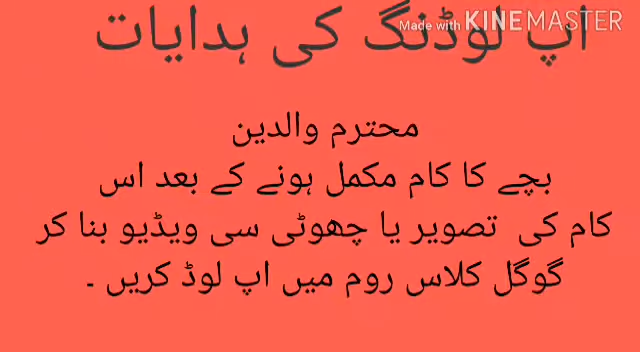 اپ لوڈنگ کی ہدایات
Made with KINEMASTER
محترم والدین
بچے کا کام مکمل ہونے کے بعد اس
کام کی تصویر یا چھوٹی سی ویڈیو بنا کر
گوگل کلاس روم میں اپ لوڈ کریں ۔